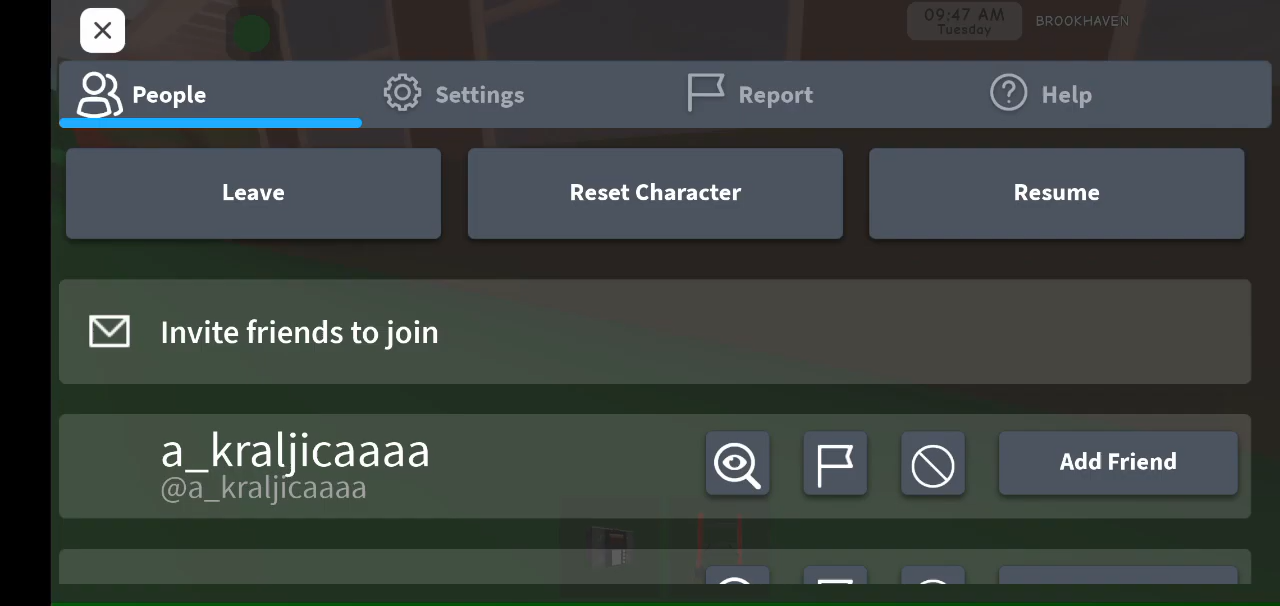 09:47 AM
Tuesday
BROOKHAVEN
People
Settings
Report
Help
Leave
Reset Character
Resume
Invite friends to join
a_kraljicaaaa
@a_kraljicaaaa
Add Friend